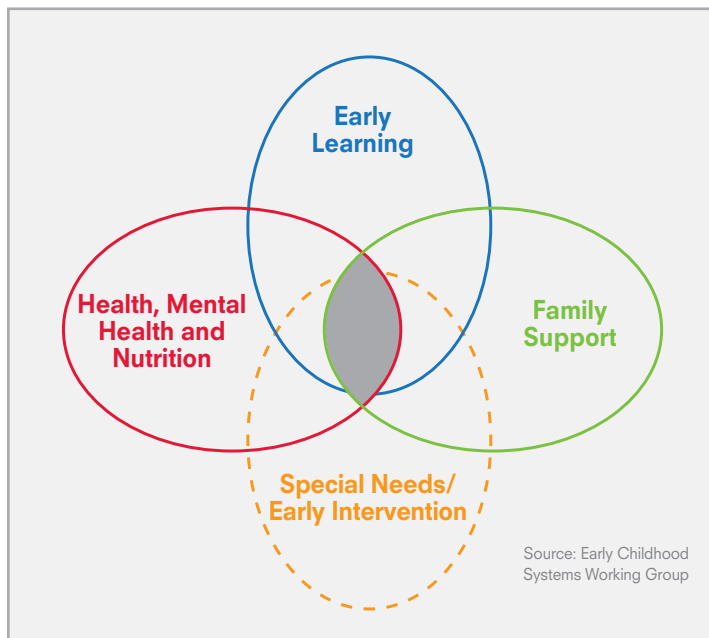 Early
Learning
Health, Mental
Health and
Nutrition
Family
Support
Special Needs/
Early Intervention
Source: Early Childhood
Systems Working Group